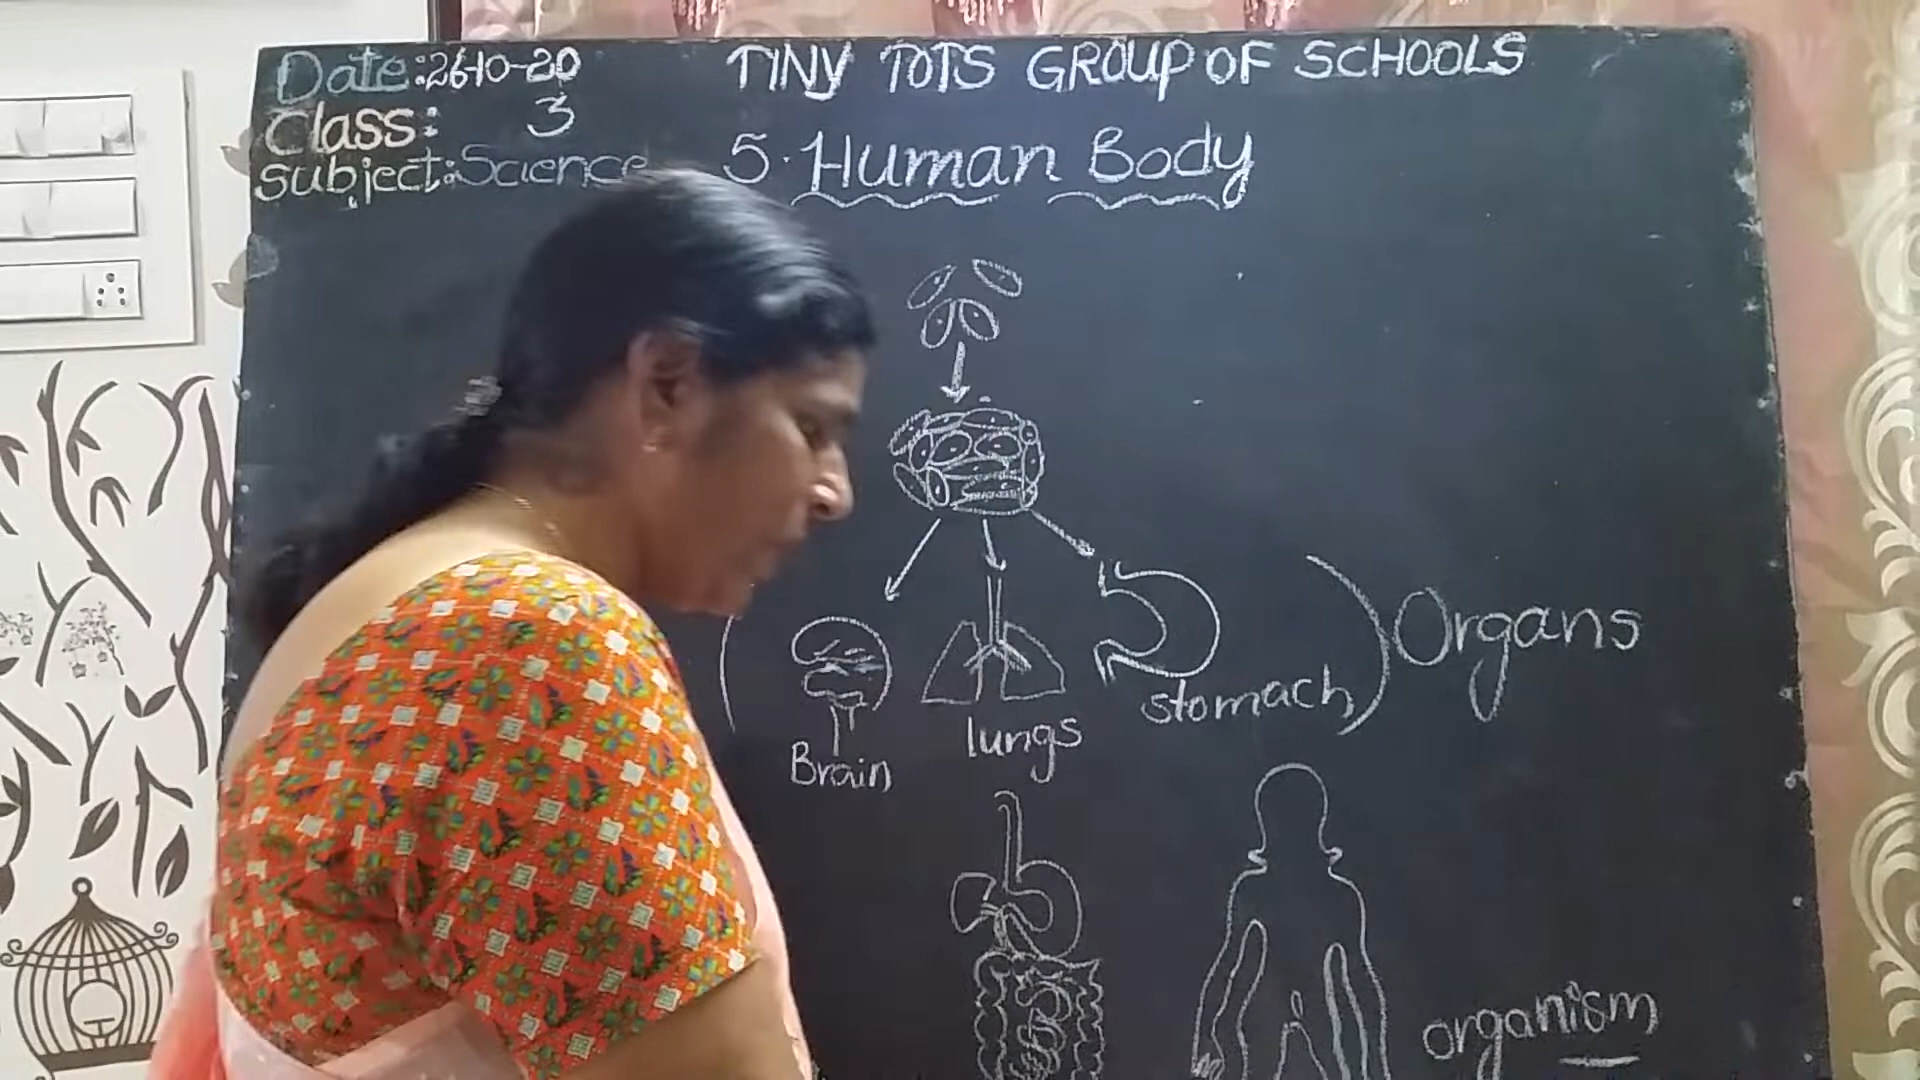 Date:26-10-20
TINY TOTS GROUP OF SCHOOLS
Class: 3
Subject:Science
5. Human Body
Organs
stomach
lungs
Brain
organism